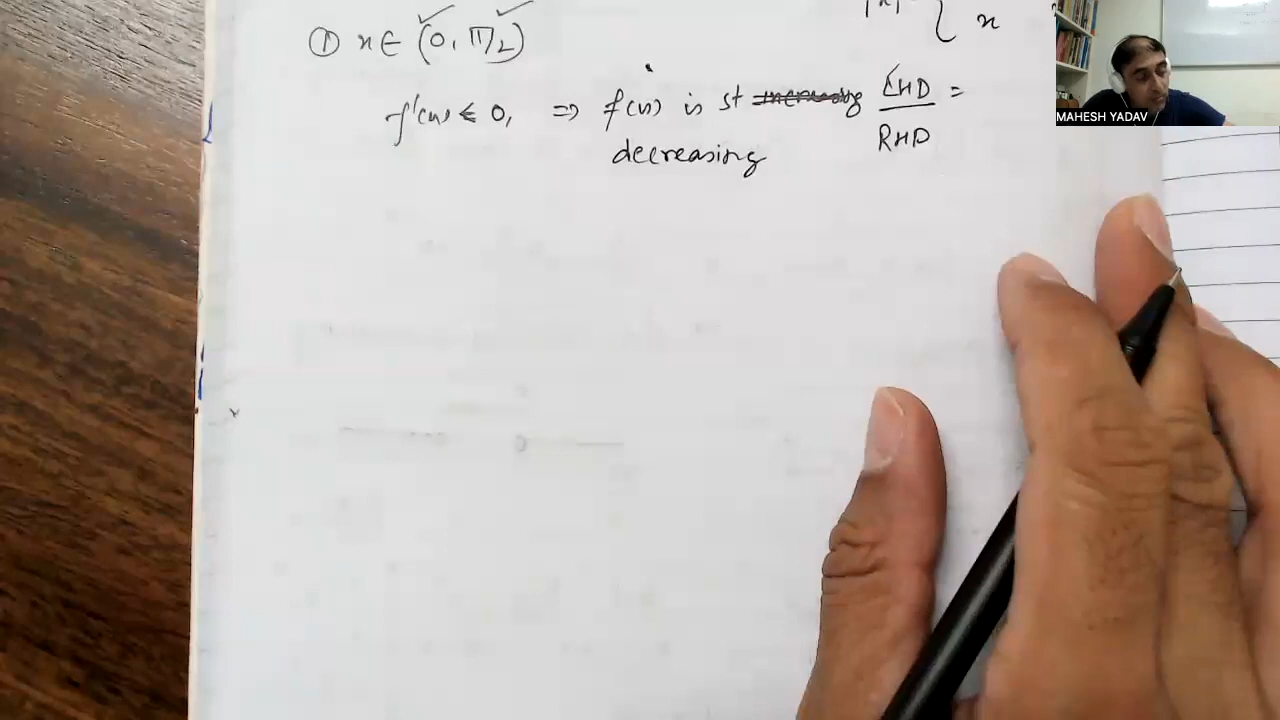 ① x ∈ (0, π/2)
|x| { x
f'(x) < 0, ⇒ f(x) is st increasing LHD =
RHD
decreasing
MAHESH YADAV